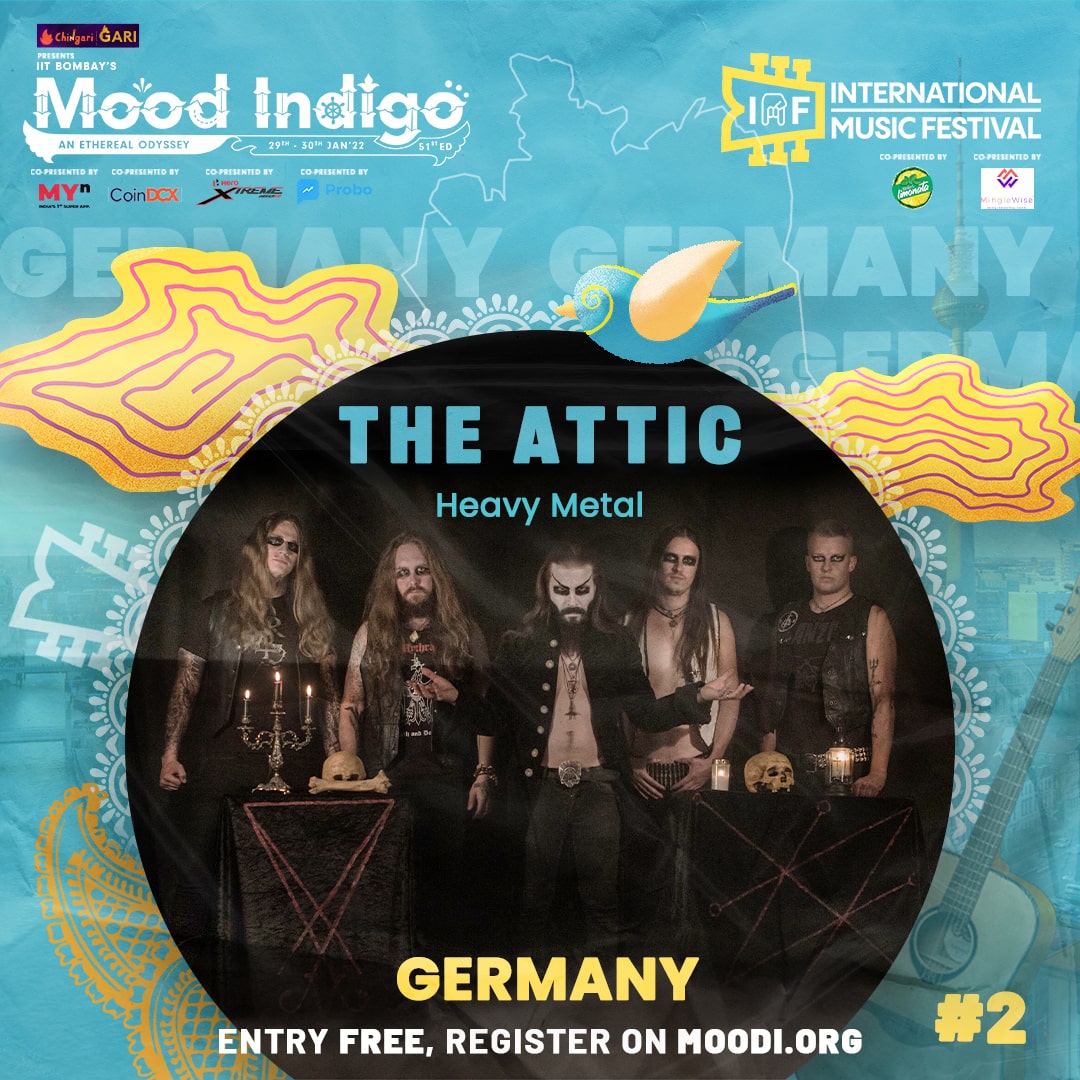 Chingari GARI
PRESENTS
IIT BOMBAY'S
Mood Indigo
AN ETHEREAL ODYSSEY
29TH - 30TH JAN'22
51ST ED
CO-PRESENTED BY CO-PRESENTED BY CO-PRESENTED BY CO-PRESENTED BY
MYn CoinDCX Hero XTREME Probo
INDIA'S 1ST SUPER APP.
IMF INTERNATIONAL
MUSIC FESTIVAL
CO-PRESENTED BY CO-PRESENTED BY
limonata MingleWise
GERMANY GERMANY
GERMA
THE ATTIC
Heavy Metal
GERMANY
#2
ENTRY FREE, REGISTER ON MOODI.ORG